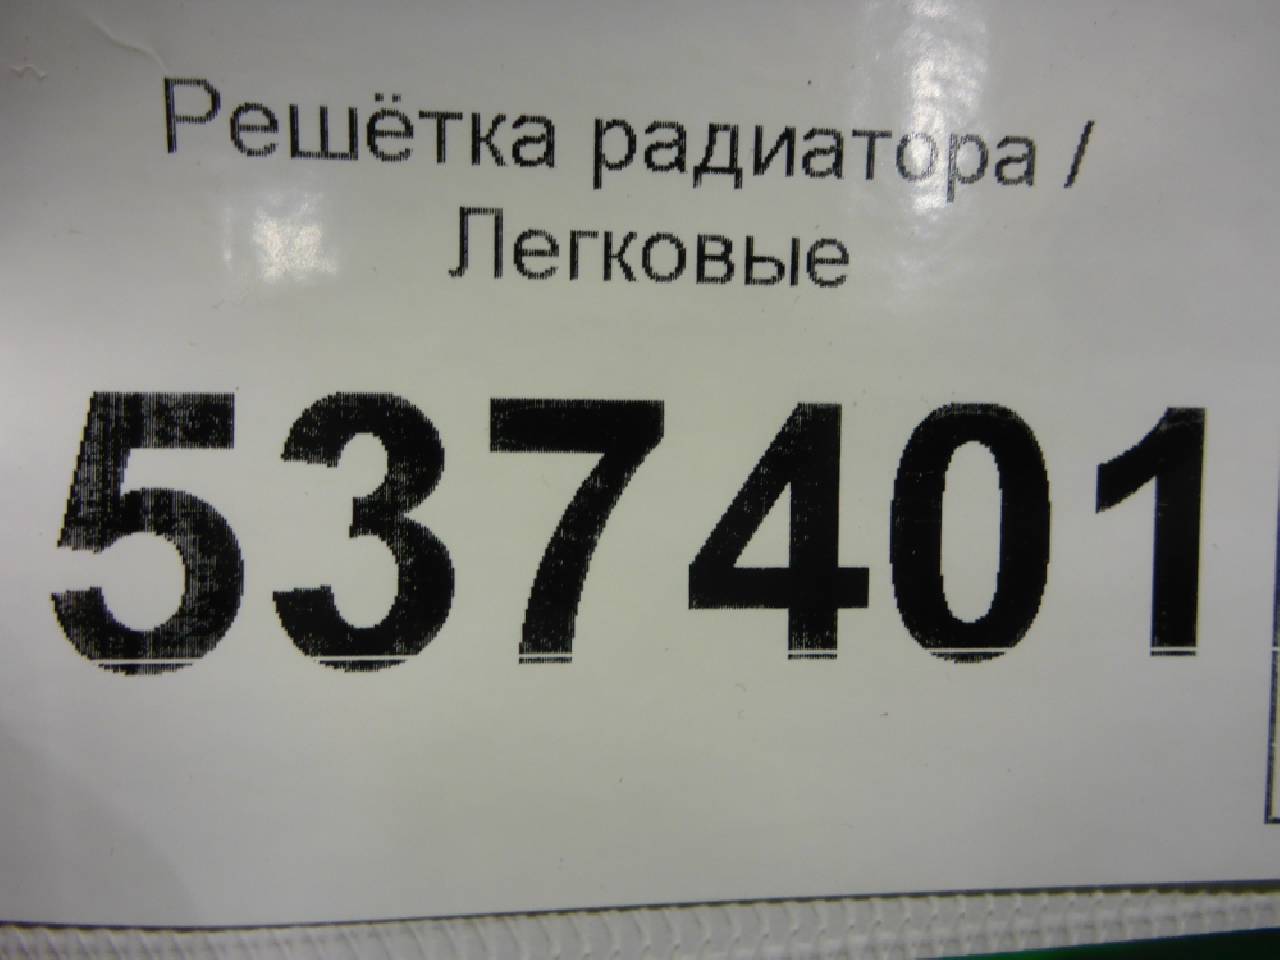 Решётка радиатора /
Легковые
537401